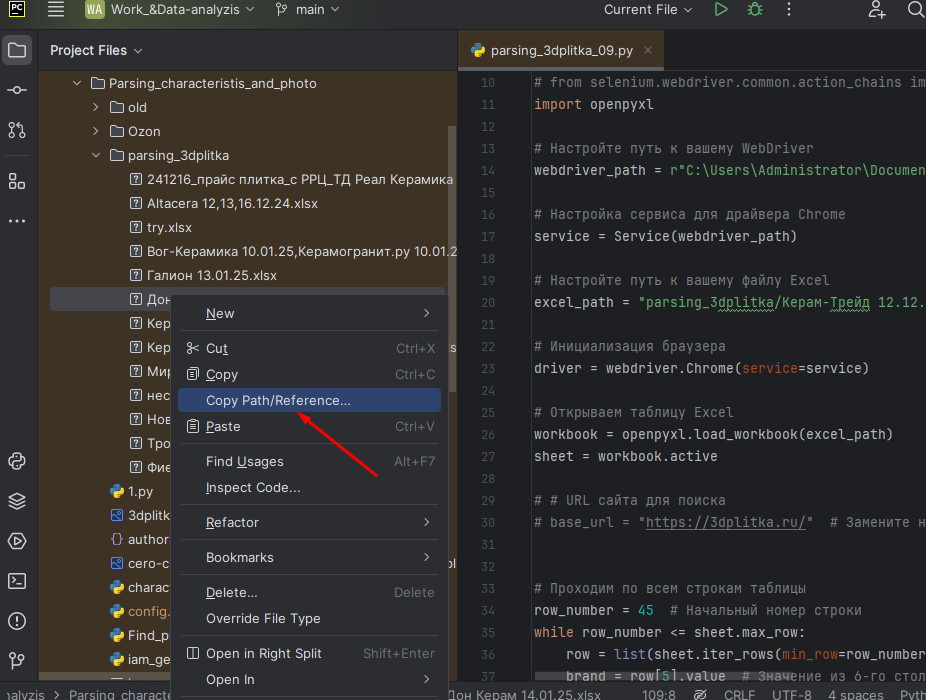 PC
WA Work_&Data-analyzis main Current File
Project Files
Parsing_characteristis_and_photo
old
Ozon
parsing_3dplitka
241216_прайс плитка_с РРЦ_ТД Реал Керамика
Altacera 12,13,16.12.24.xlsx
try.xlsx
Вог-Керамика 10.01.25,Керамогранит.ру 10.01.2
Галион 13.01.25.xlsx
Дон
Кер
Кер
Мир
нес
Нов
Тро
Фие
1.py
3dplitk
author
cero-c
charac
config.
Find_p
iam_ge
New
Cut Ctrl+X
Copy Ctrl+C
Copy Path/Reference...
Paste Ctrl+V
Find Usages Alt+F7
Inspect Code...
Refactor
Bookmarks
Delete... Delete
Override File Type
Open in Right Split Shift+Enter
Open In
parsing_3dplitka_09.py
10 # from selenium.webdriver.common.action_chains im
11 import openpyxl
12
13 # Настройте путь к вашему WebDriver
14 webdriver_path = r"C:\Users\Administrator\Documen
15
16 # Настройка сервиса для драйвера Chrome
17 service = Service(webdriver_path)
18
19 # Настройте путь к вашему файлу Excel
20 excel_path = "parsing_3dplitka/Керам-Трейд 12.12.
21
22 # Инициализация браузера
23 driver = webdriver.Chrome(service=service)
24
25 # Открываем таблицу Excel
26 workbook = openpyxl.load_workbook(excel_path)
27 sheet = workbook.active
28
29 # # URL сайта для поиска
30 # base_url = "https://3dplitka.ru/" # Замените н
31
32
33 # Проходим по всем строкам таблицы
34 row_number = 45 # Начальный номер строки
35 while row_number <= sheet.max_row:
36 row = list(sheet.iter_rows(min_row=row_number
37 brand = row[5].value # Значение из 6-го стол
nalyzis Parsing_characte Дон Керам 14.01.25.xlsx 109:8 CRLF UTF-8 4 spaces Pyth